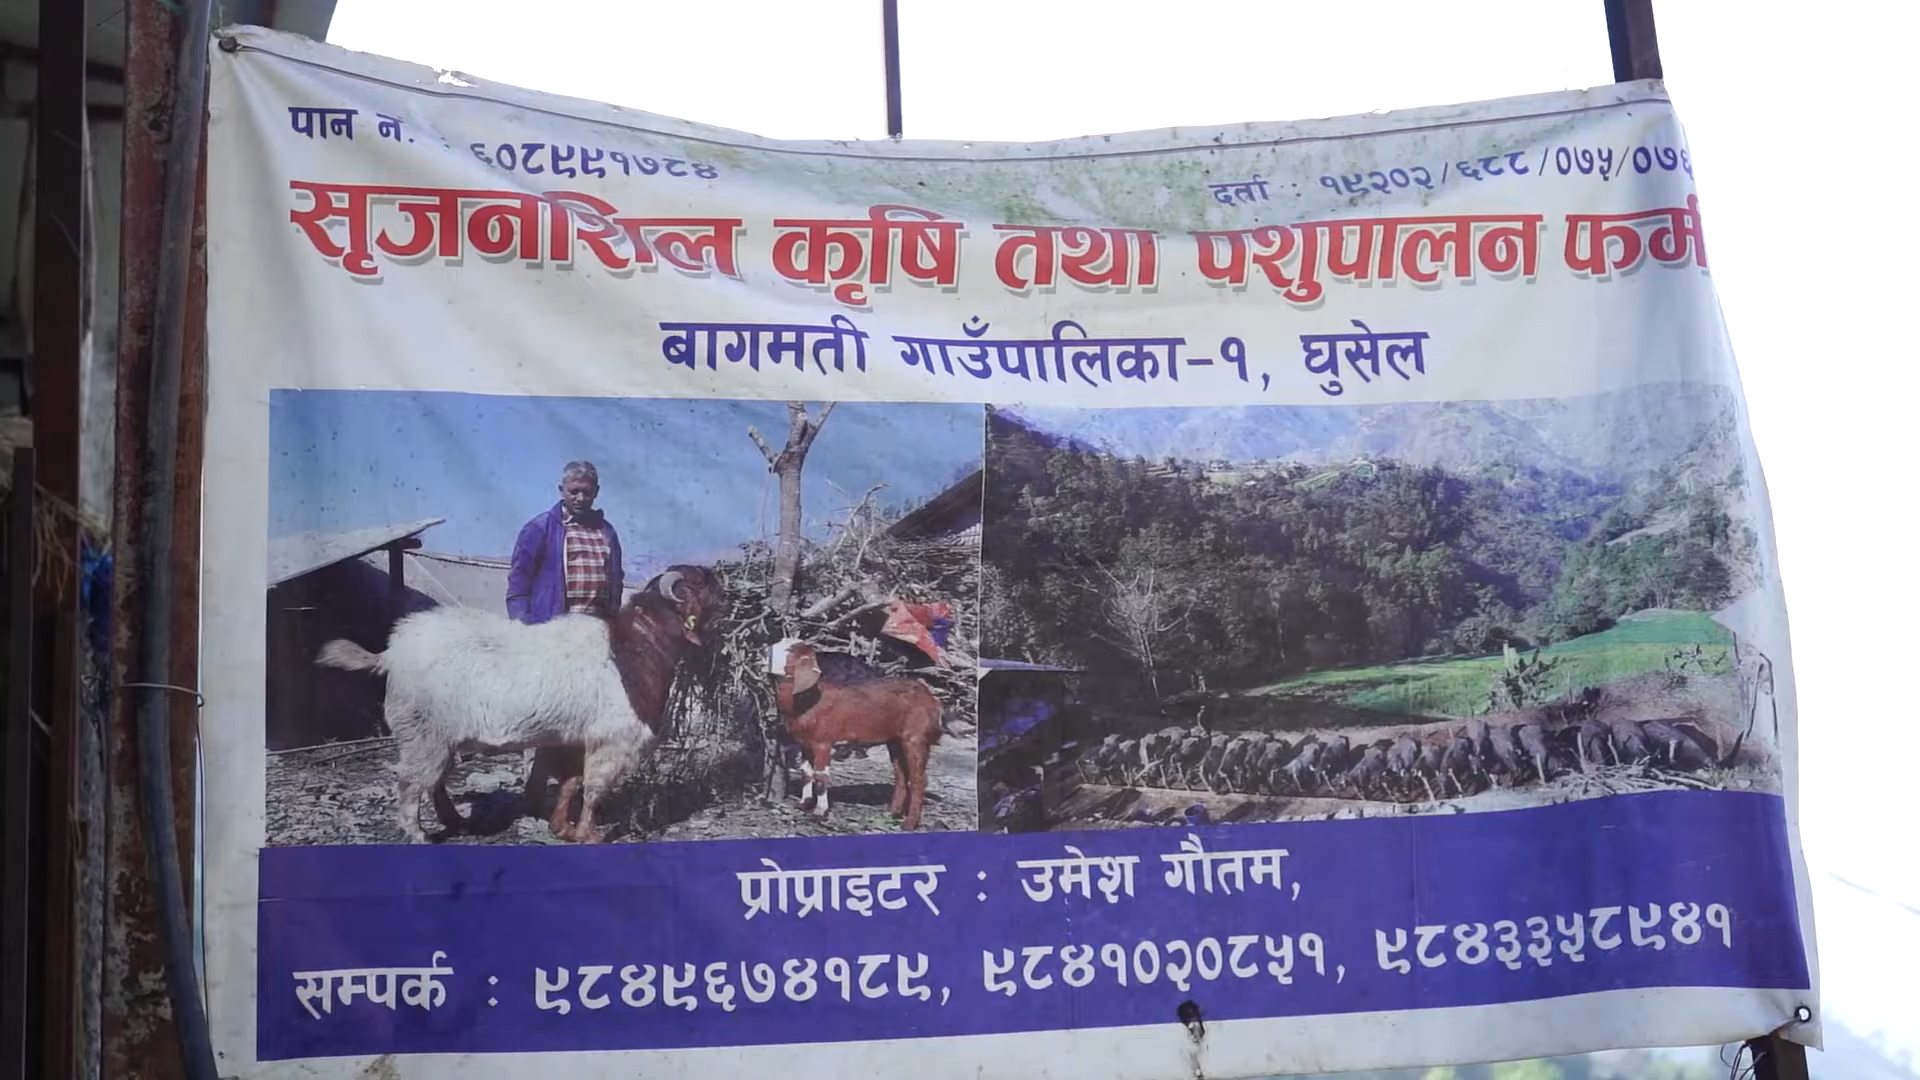 पान न. : ६०८९९१७८४
दर्ता : १९२०२/६८८/०७५/०७६
सृजनशिल कृषि तथा पशुपालन फर्म
बागमती गाउँपालिका-१, घुसेल
प्रोप्राइटर : उमेश गौतम,
सम्पर्क : ९८४९६७४१८९, ९८४१०२०८५१, ९८४३३५८९४१